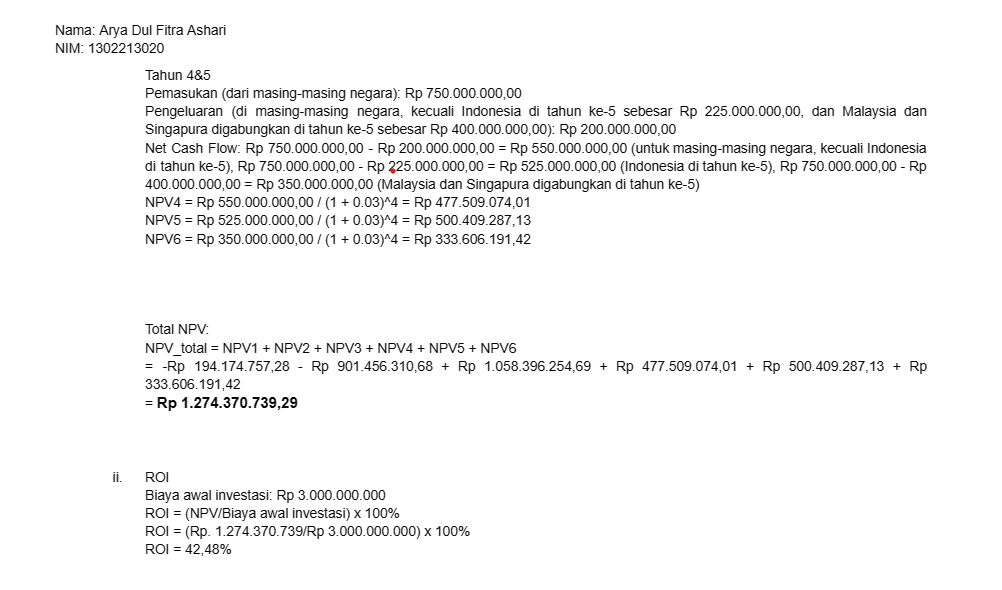 Nama: Arya Dul Fitra Ashari
NIM: 1302213020
Tahun 4&5
Pemasukan (dari masing-masing negara): Rp 750.000.000,00
Pengeluaran (di masing-masing negara, kecuali Indonesia di tahun ke-5 sebesar Rp 225.000.000,00, dan Malaysia dan
Singapura digabungkan di tahun ke-5 sebesar Rp 400.000.000,00): Rp 200.000.000,00
Net Cash Flow: Rp 750.000.000,00 - Rp 200.000.000,00 = Rp 550.000.000,00 (untuk masing-masing negara, kecuali Indonesia
di tahun ke-5), Rp 750.000.000,00 - Rp 225.000.000,00 = Rp 525.000.000,00 (Indonesia di tahun ke-5), Rp 750.000.000,00 - Rp
400.000.000,00 = Rp 350.000.000,00 (Malaysia dan Singapura digabungkan di tahun ke-5)
NPV4 = Rp 550.000.000,00 / (1 + 0.03)^4 = Rp 477.509.074,01
NPV5 = Rp 525.000.000,00 / (1 + 0.03)^4 = Rp 500.409.287,13
NPV6 = Rp 350.000.000,00 / (1 + 0.03)^4 = Rp 333.606.191,42
Total NPV:
NPV_total = NPV1 + NPV2 + NPV3 + NPV4 + NPV5 + NPV6
= -Rp 194.174.757,28 - Rp 901.456.310,68 + Rp 1.058.396.254,69 + Rp 477.509.074,01 + Rp 500.409.287,13 + Rp
333.606.191,42
= Rp 1.274.370.739,29
ii. ROI
Biaya awal investasi: Rp 3.000.000.000
ROI = (NPV/Biaya awal investasi) x 100%
ROI = (Rp. 1.274.370.739/Rp 3.000.000.000) x 100%
ROI = 42,48%